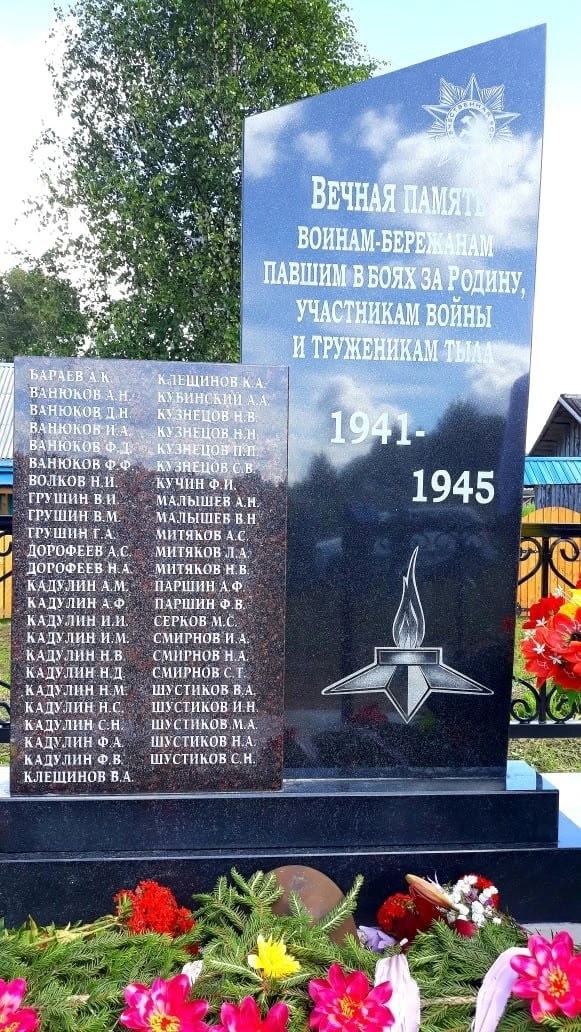 ОТЕЧЕСТВЕННАЯ
ВЕЧНАЯ ПАМЯТЬ
ВОИНАМ-БЕРЕЖАНАМ
ПАВШИМ В БОЯХ ЗА РОДИНУ,
УЧАСТНИКАМ ВОЙНЫ
И ТРУЖЕНИКАМ ТЫЛА
1941-
1945
БАРАЕВ А.К.
ВАНЮКОВ А.Н.
ВАНЮКОВ Д.Н.
ВАНЮКОВ И.А.
ВАНЮКОВ Ф.Д.
ВАНЮКОВ Ф.Ф.
ВОЛКОВ Н.И.
ГРУШИН В.И.
ГРУШИН В.М.
ГРУШИН Г.А.
ДОРОФЕЕВ А.С.
ДОРОФЕЕВ Н.А.
КАДУЛИН А.М.
КАДУЛИН А.Ф.
КАДУЛИН И.И.
КАДУЛИН И.М.
КАДУЛИН Н.В.
КАДУЛИН Н.Д.
КАДУЛИН Н.М.
КАДУЛИН Н.С.
КАДУЛИН С.Н.
КАДУЛИН Ф.А.
КАДУЛИН Ф.В.
КЛЕЩИНОВ В.А.
КЛЕЩИНОВ К.А.
КУБИНСКИЙ А.А.
КУЗНЕЦОВ Н.В.
КУЗНЕЦОВ Н.Н.
КУЗНЕЦОВ П.П.
КУЗНЕЦОВ С.В.
КУЧИН Ф.И.
МАЛЫШЕВ А.Н.
МАЛЫШЕВ В.Н.
МИТЯКОВ А.С.
МИТЯКОВ Л.А.
МИТЯКОВ Н.В.
ПАРШИН А.Ф.
ПАРШИН Ф.В.
СЕРКОВ М.С.
СМИРНОВ И.А.
СМИРНОВ Н.А.
СМИРНОВ С.Т.
ШУСТИКОВ В.А.
ШУСТИКОВ И.Н.
ШУСТИКОВ М.А.
ШУСТИКОВ Н.А.
ШУСТИКОВ С.Н.